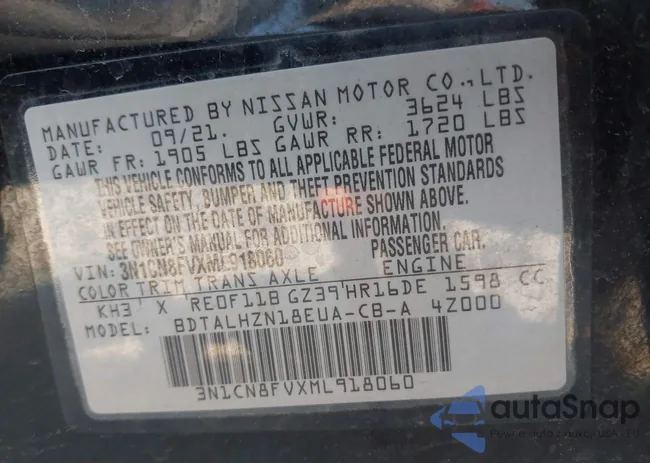 MANUFACTURED BY NISSAN MOTOR CO.,LTD.
DATE: 09/21. GVWR: 3624 LBS
GAWR FR: 1905 LBS GAWR RR: 1720 LBS
THIS VEHICLE CONFORMS TO ALL APPLICABLE FEDERAL MOTOR
VEHICLE SAFETY, BUMPER AND THEFT PREVENTION STANDARDS
IN EFFECT ON THE DATE OF MANUFACTURE SHOWN ABOVE.
SEE OWNER'S MANUAL FOR ADDITIONAL INFORMATION.
VIN: 3N1CN8FVXML918060 PASSENGER CAR.
COLOR TRIM TRANS AXLE ENGINE
KH3 X RE0F11B GZ39 HR16DE 1598 CC
MODEL: BDTALHZN18EUA-CB-A 4Z000
3N1CN8FVXML918060
autoSnap